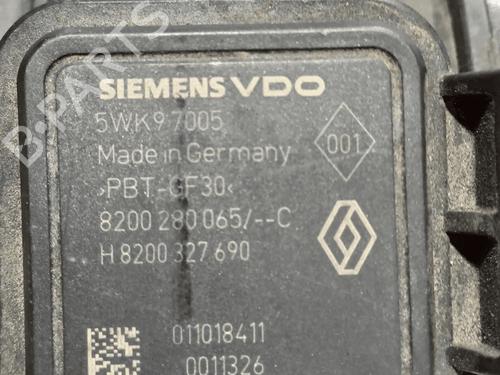 SIEMENS VDO
5WK9 7005
001
Made in Germany
>PBT-GF30<
8200 280 065/--C
H 8200 327 690
011018411
0011326
B-PARTS